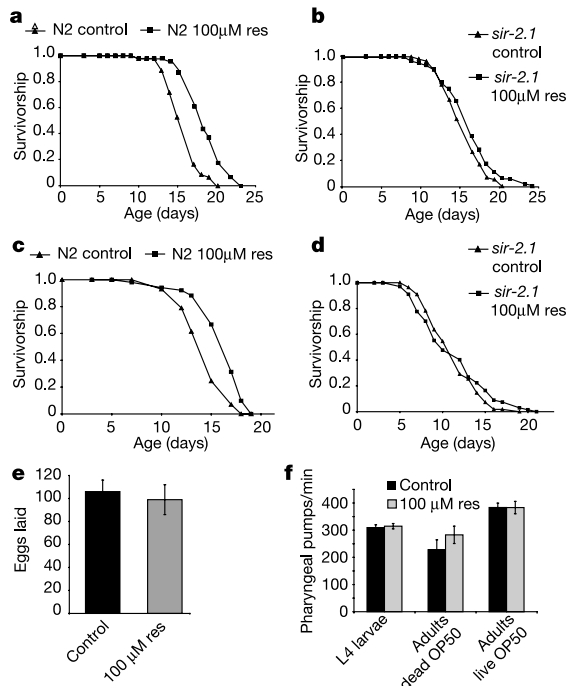 a
N2 control
N2 100μM res
Survivorship
1.0
0.8
0.6
0.4
0.2
0
0 5 10 15 20 25
Age (days)
b
sir-2.1
control
sir-2.1
100μM res
Survivorship
1.0
0.8
0.6
0.4
0.2
0
0 5 10 15 20 25
Age (days)
c
N2 control
N2 100μM res
Survivorship
1.0
0.8
0.6
0.4
0.2
0
0 5 10 15 20
Age (days)
d
sir-2.1
control
sir-2.1
100μM res
Survivorship
1.0
0.8
0.6
0.4
0.2
0
0 5 10 15 20
Age (days)
e
Eggs laid
120
100
80
60
40
20
0
Control
100 μM res
f
Control
100 μM res
Pharyngeal pumps/min
400
300
200
100
0
L4 larvae
Adults
dead OP50
Adults
live OP50